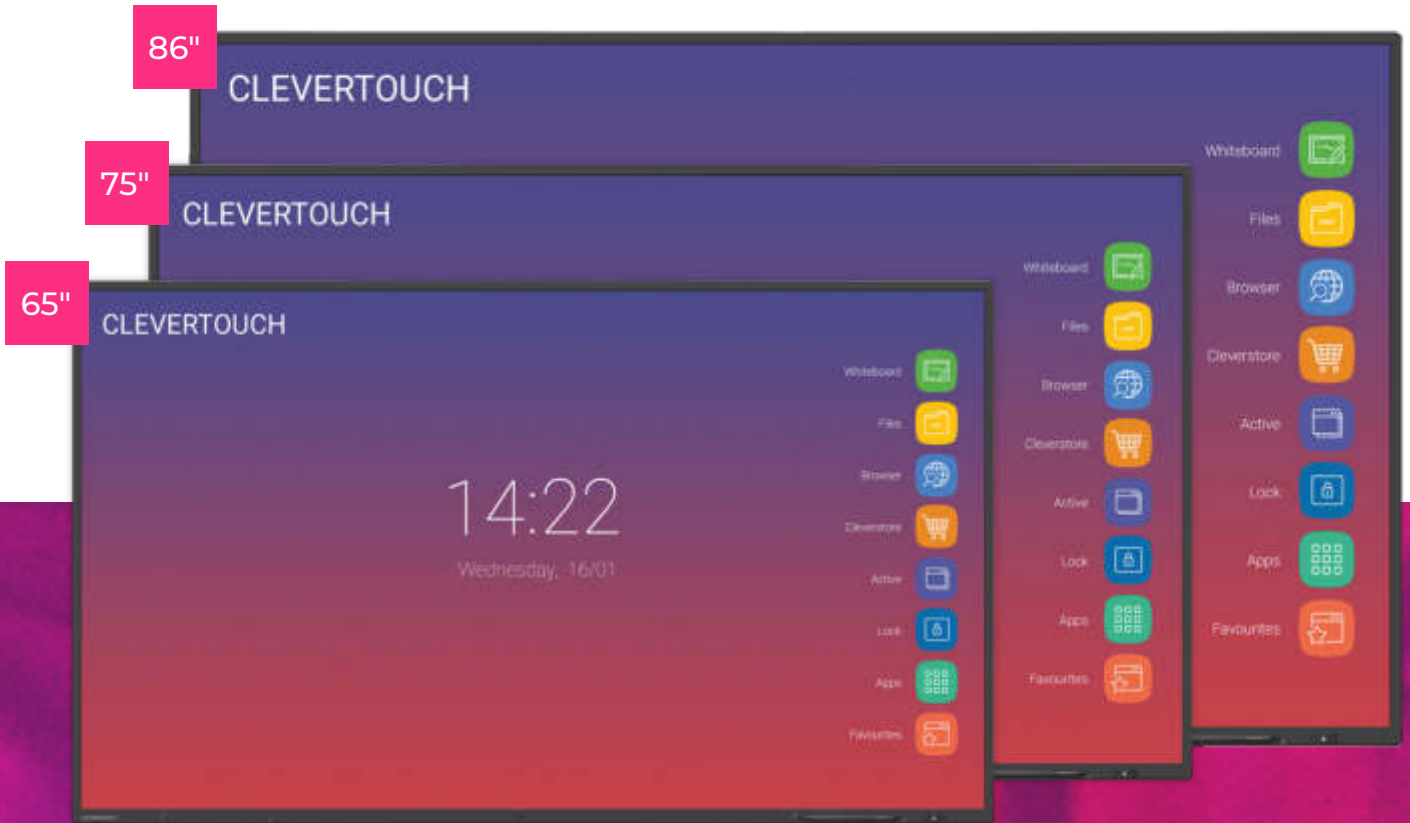 86"
CLEVERTOUCH
Whiteboard
Files
Browser
Cleverstore
Active
Lock
Apps
Favourites
75"
CLEVERTOUCH
Whiteboard
Files
Browser
Cleverstore
Active
Lock
Apps
Favourites
65"
CLEVERTOUCH
14:22
Wednesday, 16/01
Whiteboard
Files
Browser
Cleverstore
Active
Lock
Apps
Favourites